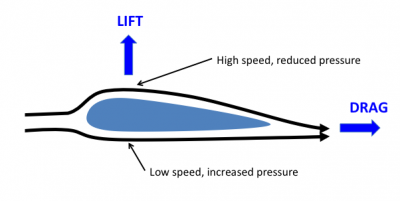 LIFT
High speed, reduced pressure
DRAG
Low speed, increased pressure